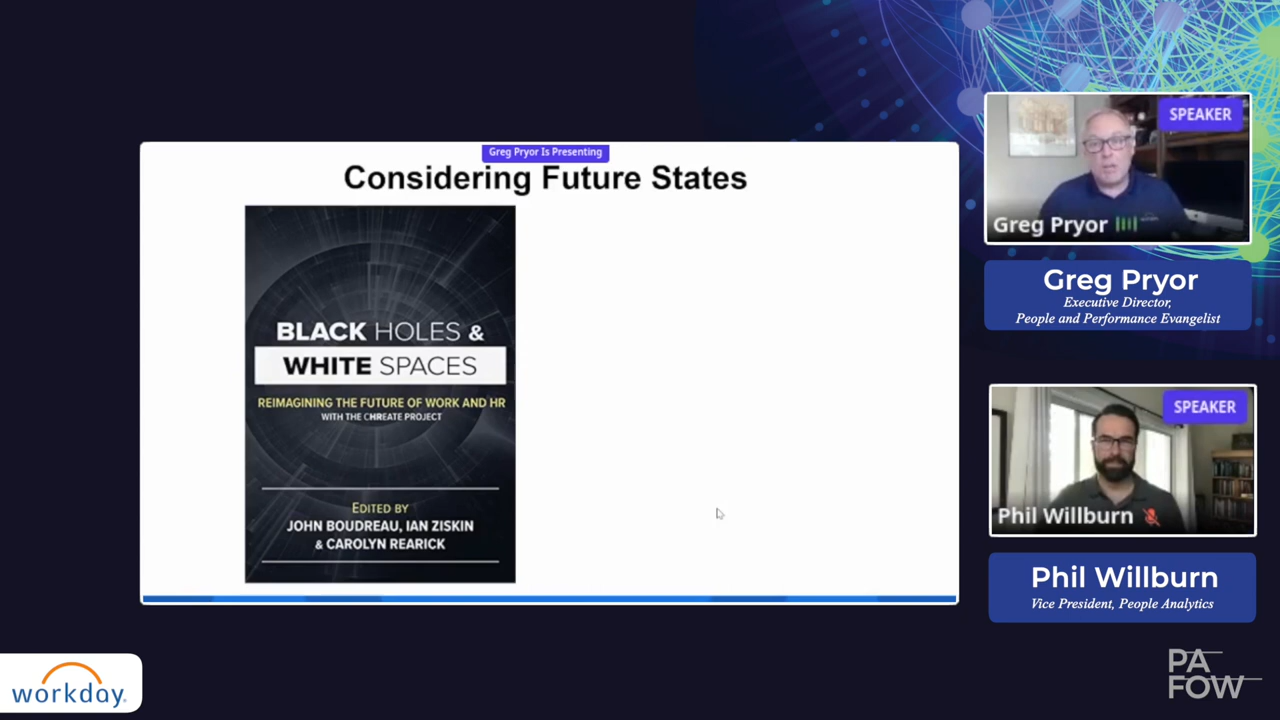 Greg Pryor Is Presenting
Considering Future States
BLACK HOLES &
WHITE SPACES
REIMAGINING THE FUTURE OF WORK AND HR
WITH THE CHREATE PROJECT
EDITED BY
JOHN BOUDREAU, IAN ZISKIN
& CAROLYN REARICK
SPEAKER
Greg Pryor
Greg Pryor
Executive Director,
People and Performance Evangelist
SPEAKER
Phil Willburn
Phil Willburn
Vice President, People Analytics
workday.
PA
FOW